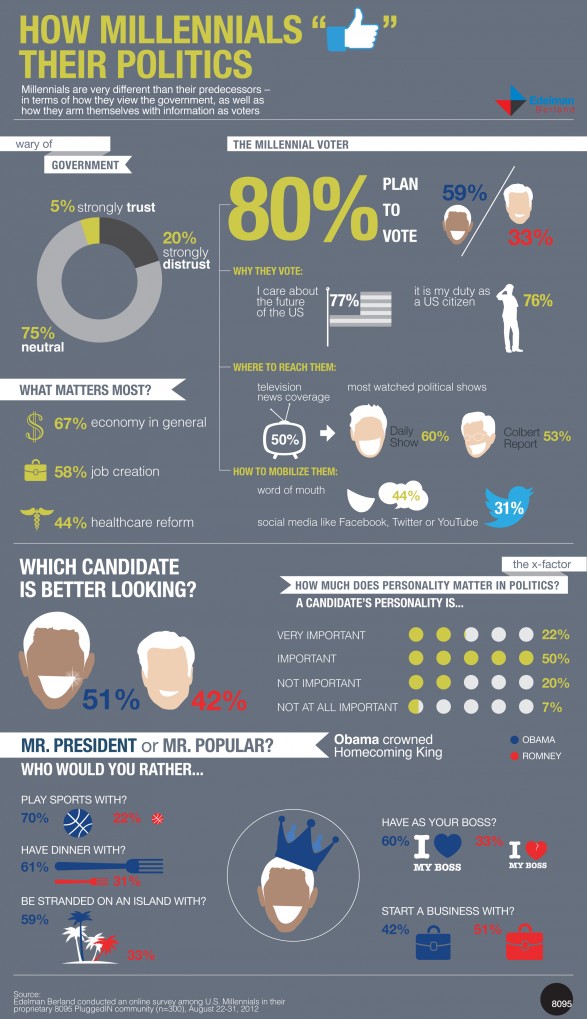 HOW MILLENNIALS “ ”
THEIR POLITICS
Millennials are very different than their predecessors –
in terms of how they view the government, as well as
how they arm themselves with information as voters
Edelman
berland
wary of
GOVERNMENT
5% strongly trust
20%
strongly
distrust
75%
neutral
WHAT MATTERS MOST?
67% economy in general
58% job creation
44% healthcare reform
THE MILLENNIAL VOTER
80% PLAN
TO
VOTE
59%
33%
WHY THEY VOTE:
I care about
the future
of the US
77%
it is my duty as
a US citizen
76%
WHERE TO REACH THEM:
television
news coverage
50%
most watched political shows
Daily
Show 60%
Colbert
Report 53%
HOW TO MOBILIZE THEM:
word of mouth
44%
social media like Facebook, Twitter or YouTube
31%
WHICH CANDIDATE
IS BETTER LOOKING?
51%
42%
the x-factor
HOW MUCH DOES PERSONALITY MATTER IN POLITICS?
A CANDIDATE'S PERSONALITY IS...
VERY IMPORTANT 22%
IMPORTANT 50%
NOT IMPORTANT 20%
NOT AT ALL IMPORTANT 7%
MR. PRESIDENT or MR. POPULAR?
Obama crowned
Homecoming King
OBAMA
ROMNEY
WHO WOULD YOU RATHER...
PLAY SPORTS WITH?
70% 22%
HAVE DINNER WITH?
61%
31%
BE STRANDED ON AN ISLAND WITH?
59%
33%
HAVE AS YOUR BOSS?
60% I MY BOSS
33% I MY BOSS
START A BUSINESS WITH?
42% 51%
Source:
Edelman Berland conducted an online survey among U.S. Millennials in their
proprietary 8095 PluggedIN community (n=300), August 22-31, 2012
8095